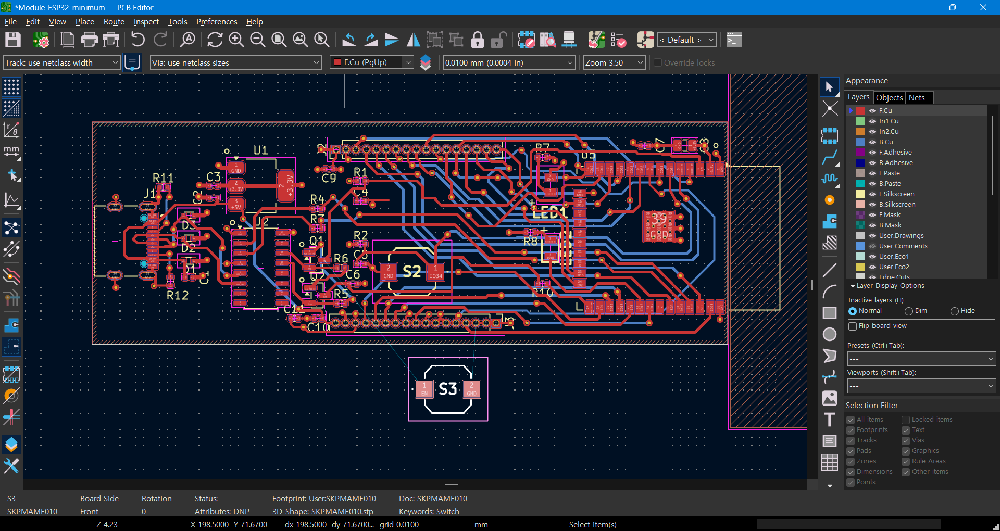 *Module-ESP32_minimum — PCB Editor
File Edit View Place Route Inspect Tools Preferences Help
< Default >
Track: use netclass width
Via: use netclass sizes
F.Cu (PgUp)
0.0100 mm (0.0004 in)
Zoom 3.50
Override locks
mm
Appearance
Layers Objects Nets
F.Cu
In1.Cu
In2.Cu
B.Cu
F.Adhesive
B.Adhesive
F.Paste
B.Paste
F.Silkscreen
B.Silkscreen
F.Mask
B.Mask
User.Drawings
User.Comments
User.Eco1
User.Eco2
Edge.Cuts
Layer Display Options
Inactive layers (H):
Normal Dim Hide
Flip board view
Presets (Ctrl+Tab):
---
Viewports (Shift+Tab):
---
Selection Filter
All items Locked items
Footprints Text
Tracks Vias
Pads Graphics
Zones Rule Areas
Dimensions Other items
Points
U1
1
GND
2
+3.3V
3
+5V
2
+3.3V
C3
R11
J1
D3
D2
D1
C1
R12
J2
C9
R1
C4
R4
R3
R2
C5
Q1
R6
Q2
C6
R5
C11
C10
2
GND
S2
1
IO34
R7
U5
C7
C8
LED1
R8
R10
39
GND
1
EN
S3
2
GND
S3 Board Side Rotation Status: Footprint: User:SKPMAME010 Doc: SKPMAME010
SKPMAME010 Front 0 Attributes: DNP 3D-Shape: SKPMAME010.stp Keywords: Switch
Z 4.23 X 198.5000 Y 71.6700 dx 198.5000 dy 71.6700... grid 0.0100 mm Select item(s)